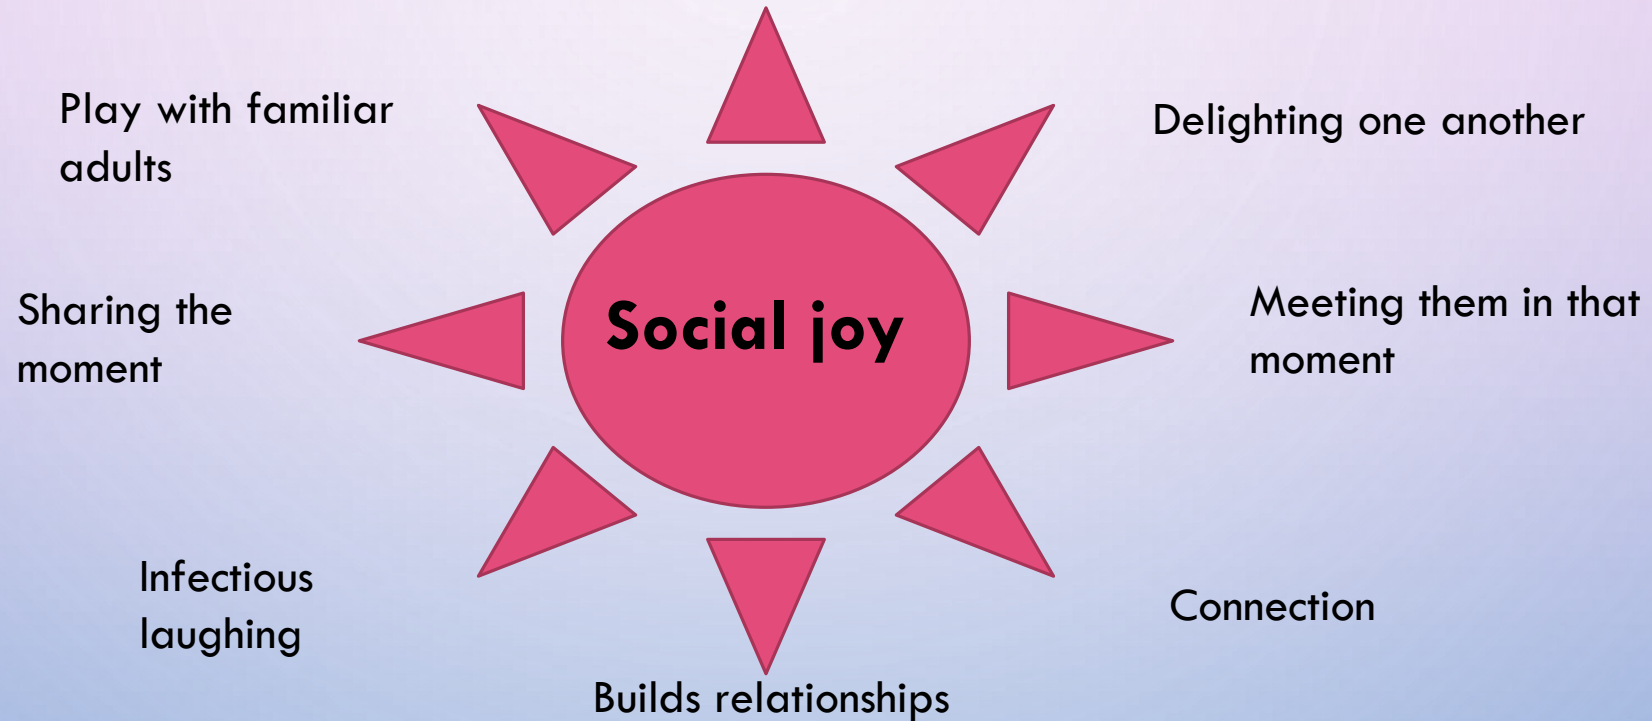 Play with familiar
adults
Delighting one another
Sharing the
moment
Social joy
Meeting them in that
moment
Infectious
laughing
Connection
Builds relationships